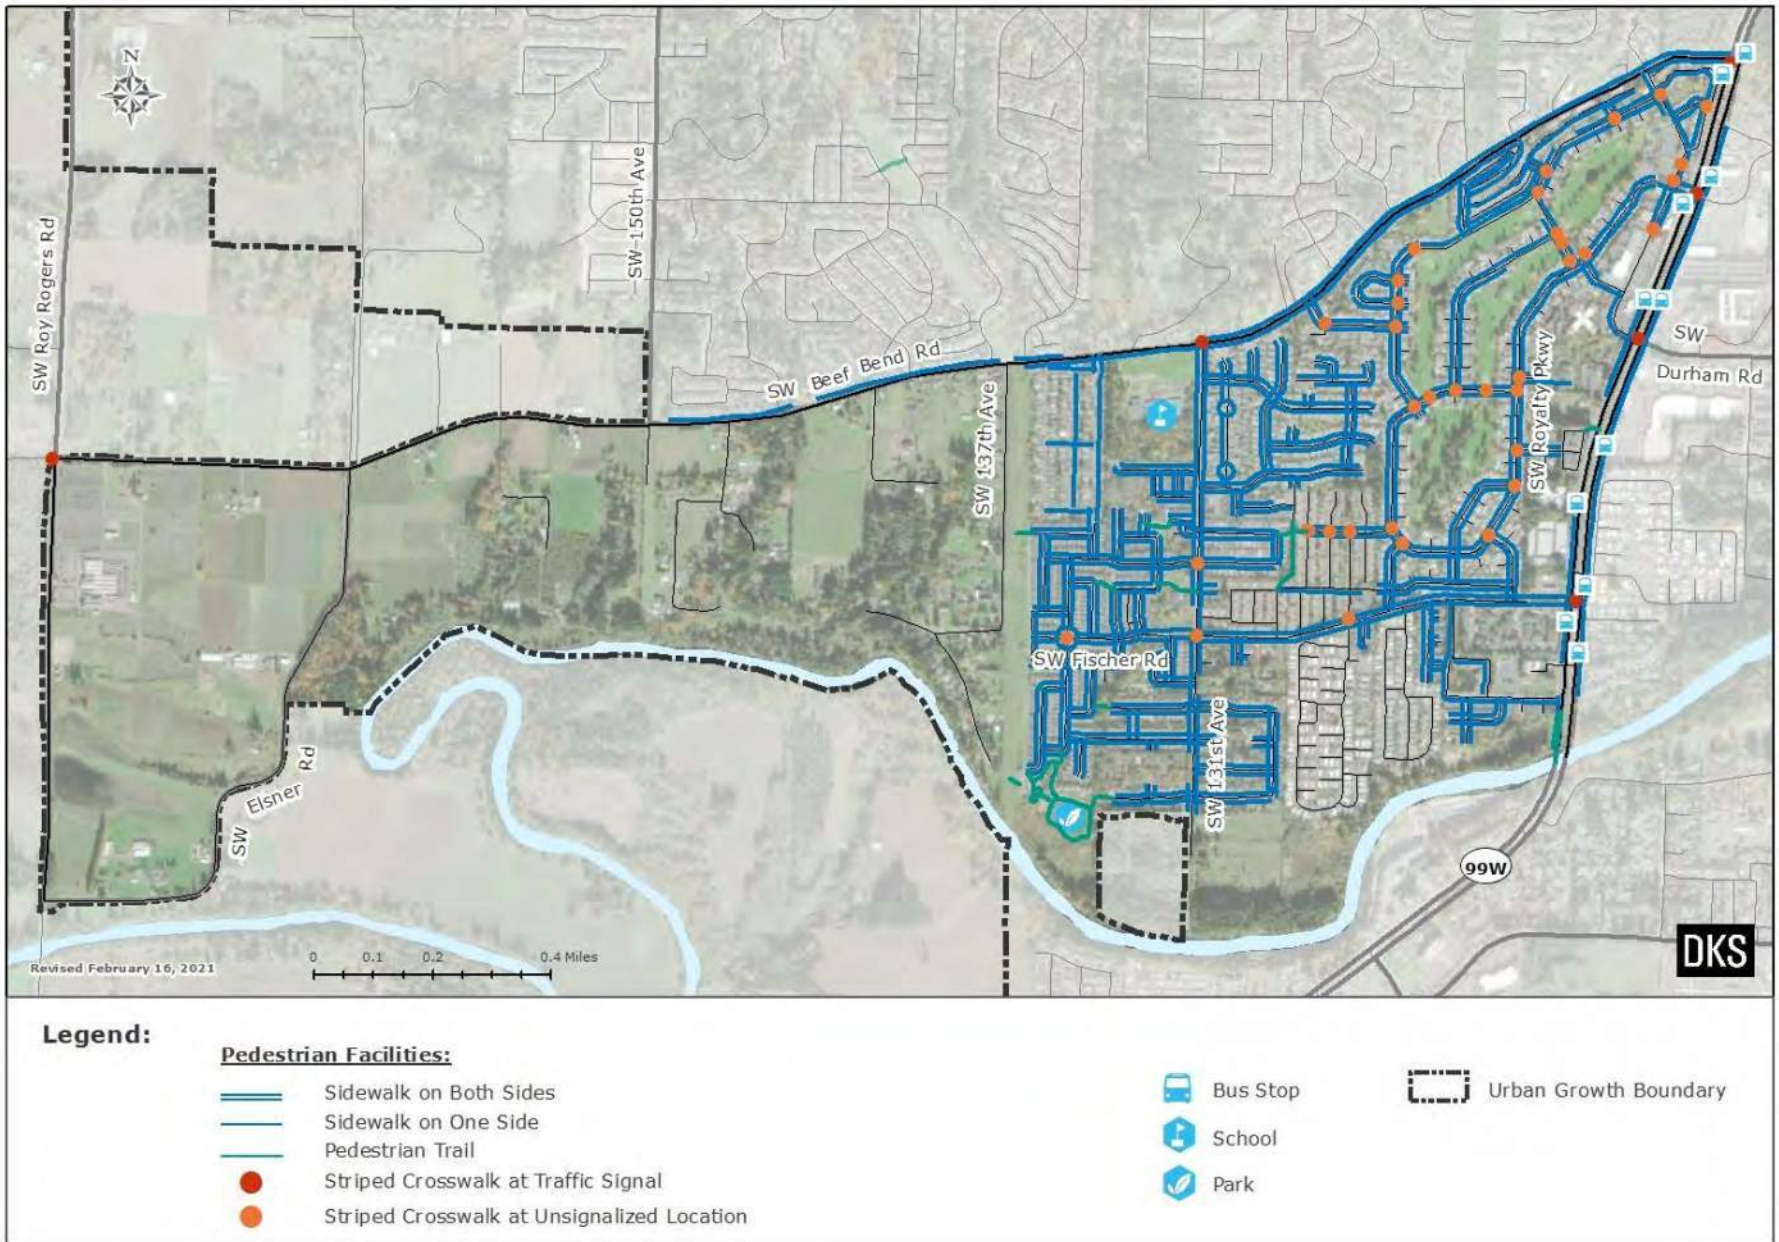 N
SW Roy Rogers Rd
SW 150th Ave
SW Beef Bend Rd
SW 137th Ave
SW Royalty Pkwy
SW
Durham Rd
SW Fischer Rd
SW 131st Ave
SW Elsner Rd
99W
DKS
0 0.1 0.2 0.4 Miles
Revised February 16, 2021
Legend:
Pedestrian Facilities:
Sidewalk on Both Sides
Sidewalk on One Side
Pedestrian Trail
Striped Crosswalk at Traffic Signal
Striped Crosswalk at Unsignalized Location
Bus Stop
School
Park
Urban Growth Boundary